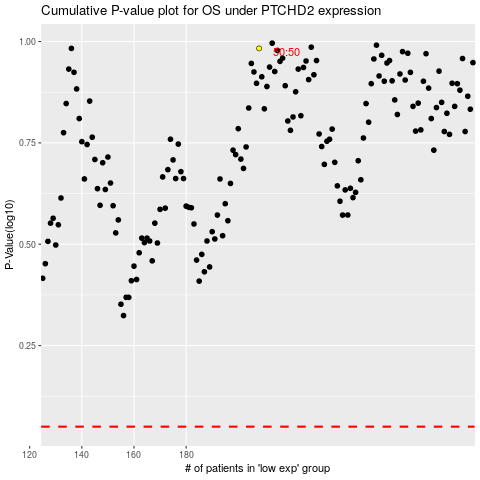 Cumulative P-value plot for OS under PTCHD2 expression
1.00
50:50
0.75
P-Value(log10)
0.50
0.25
120 140 160 180
# of patients in 'low exp' group